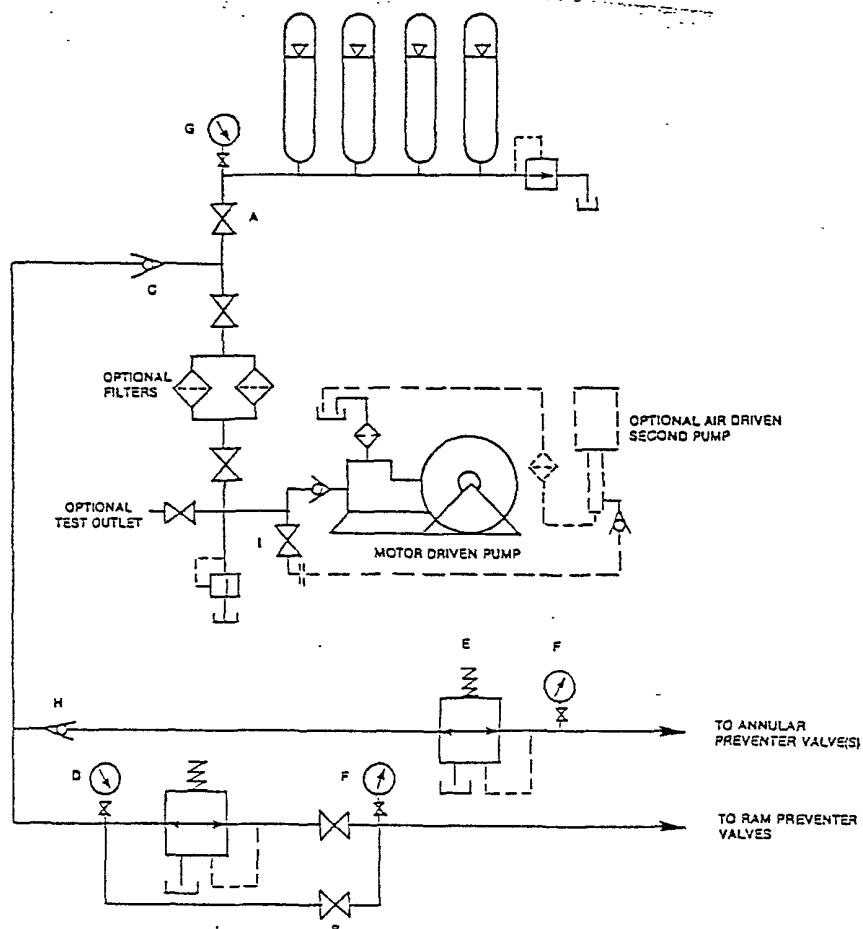 G
A
C
OPTIONAL
FILTERS
OPTIONAL AIR DRIVEN
SECOND PUMP
OPTIONAL
TEST OUTLET
I
MOTOR DRIVEN PUMP
E
F
H
TO ANNULAR
PREVENTER VALVE(S)
D
F
TO RAM PREVENTER
VALVES